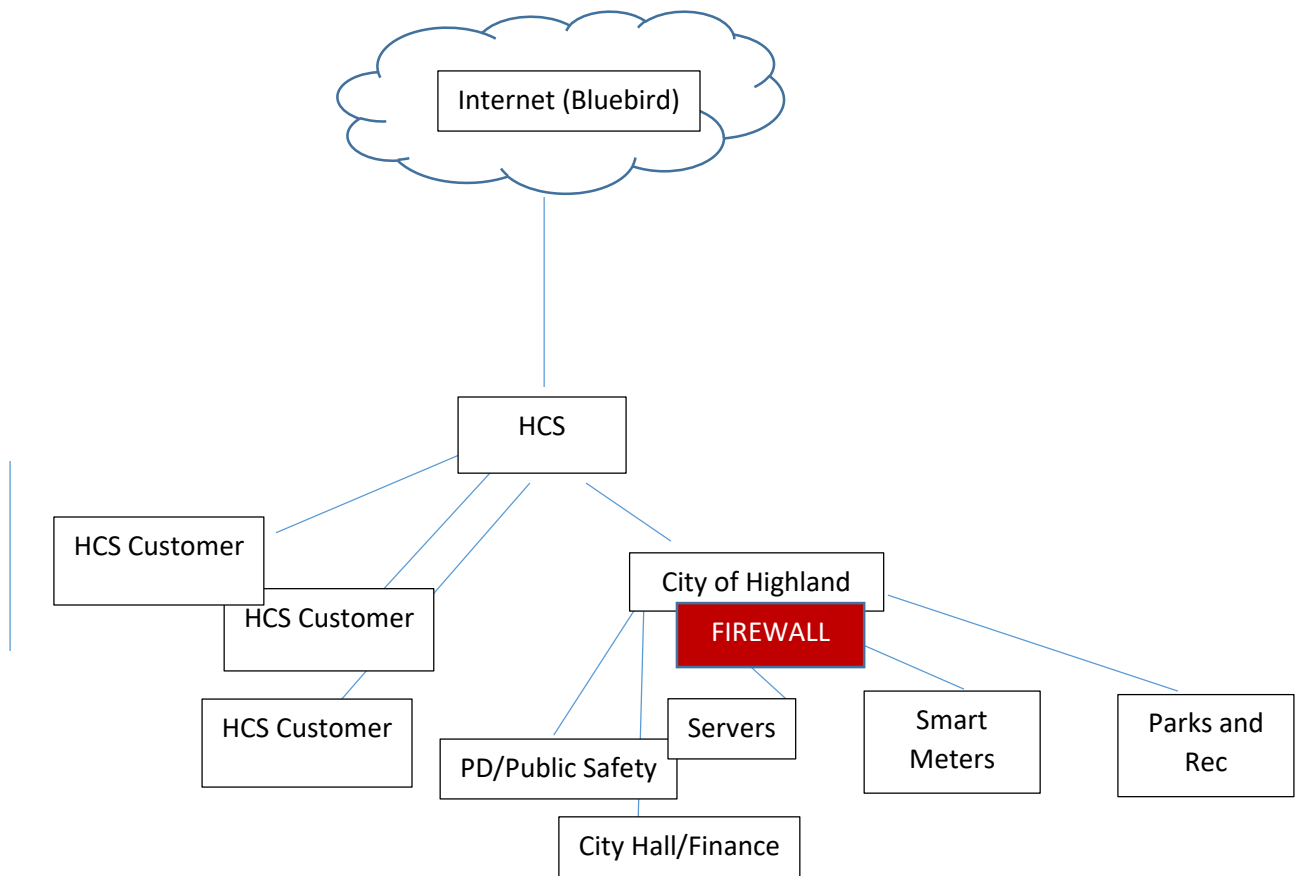 Internet (Bluebird)
HCS
HCS Customer
HCS Customer
HCS Customer
City of Highland
FIREWALL
PD/Public Safety
Servers
Smart
Meters
Parks and
Rec
City Hall/Finance